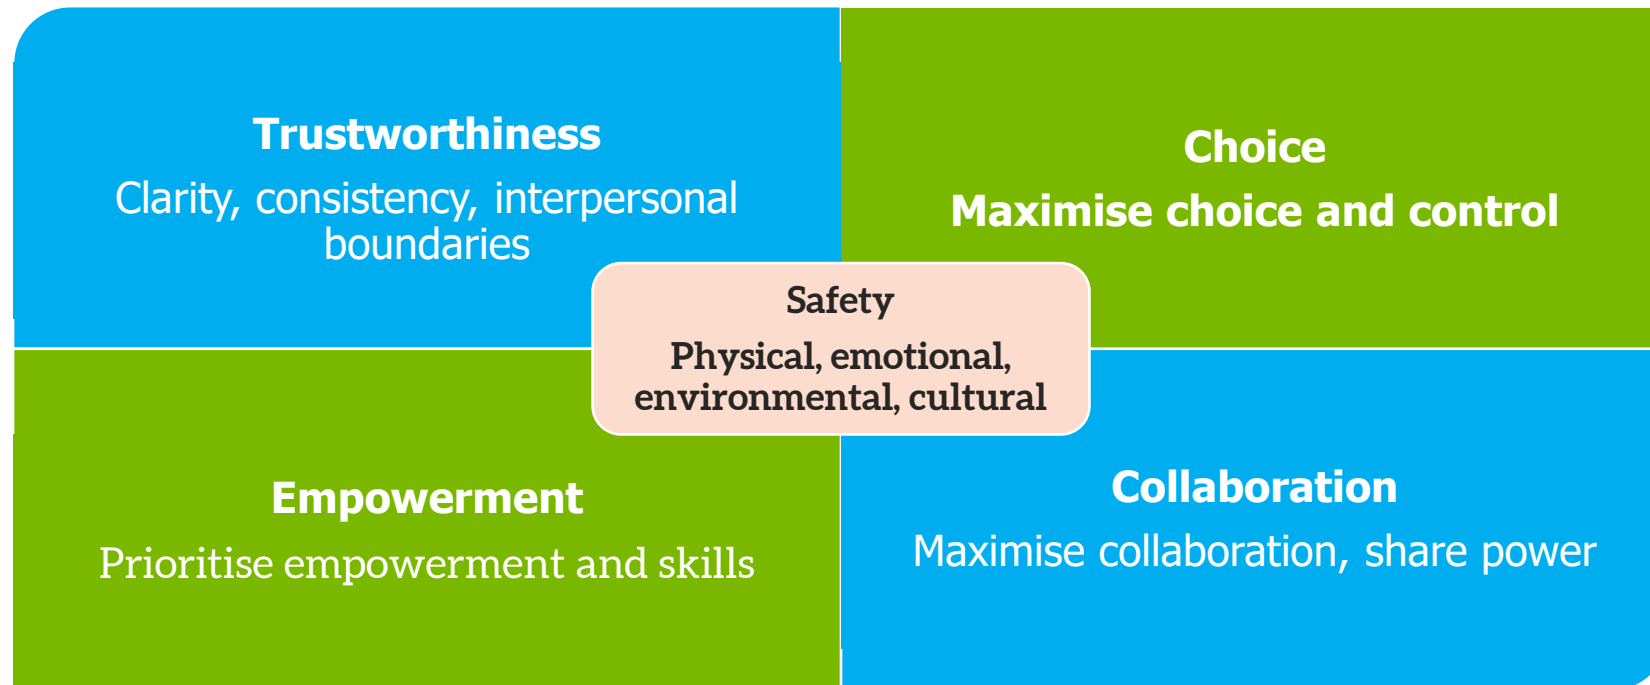 Trustworthiness
Clarity, consistency, interpersonal
boundaries
Choice
Maximise choice and control
Safety
Physical, emotional,
environmental, cultural
Empowerment
Prioritise empowerment and skills
Collaboration
Maximise collaboration, share power